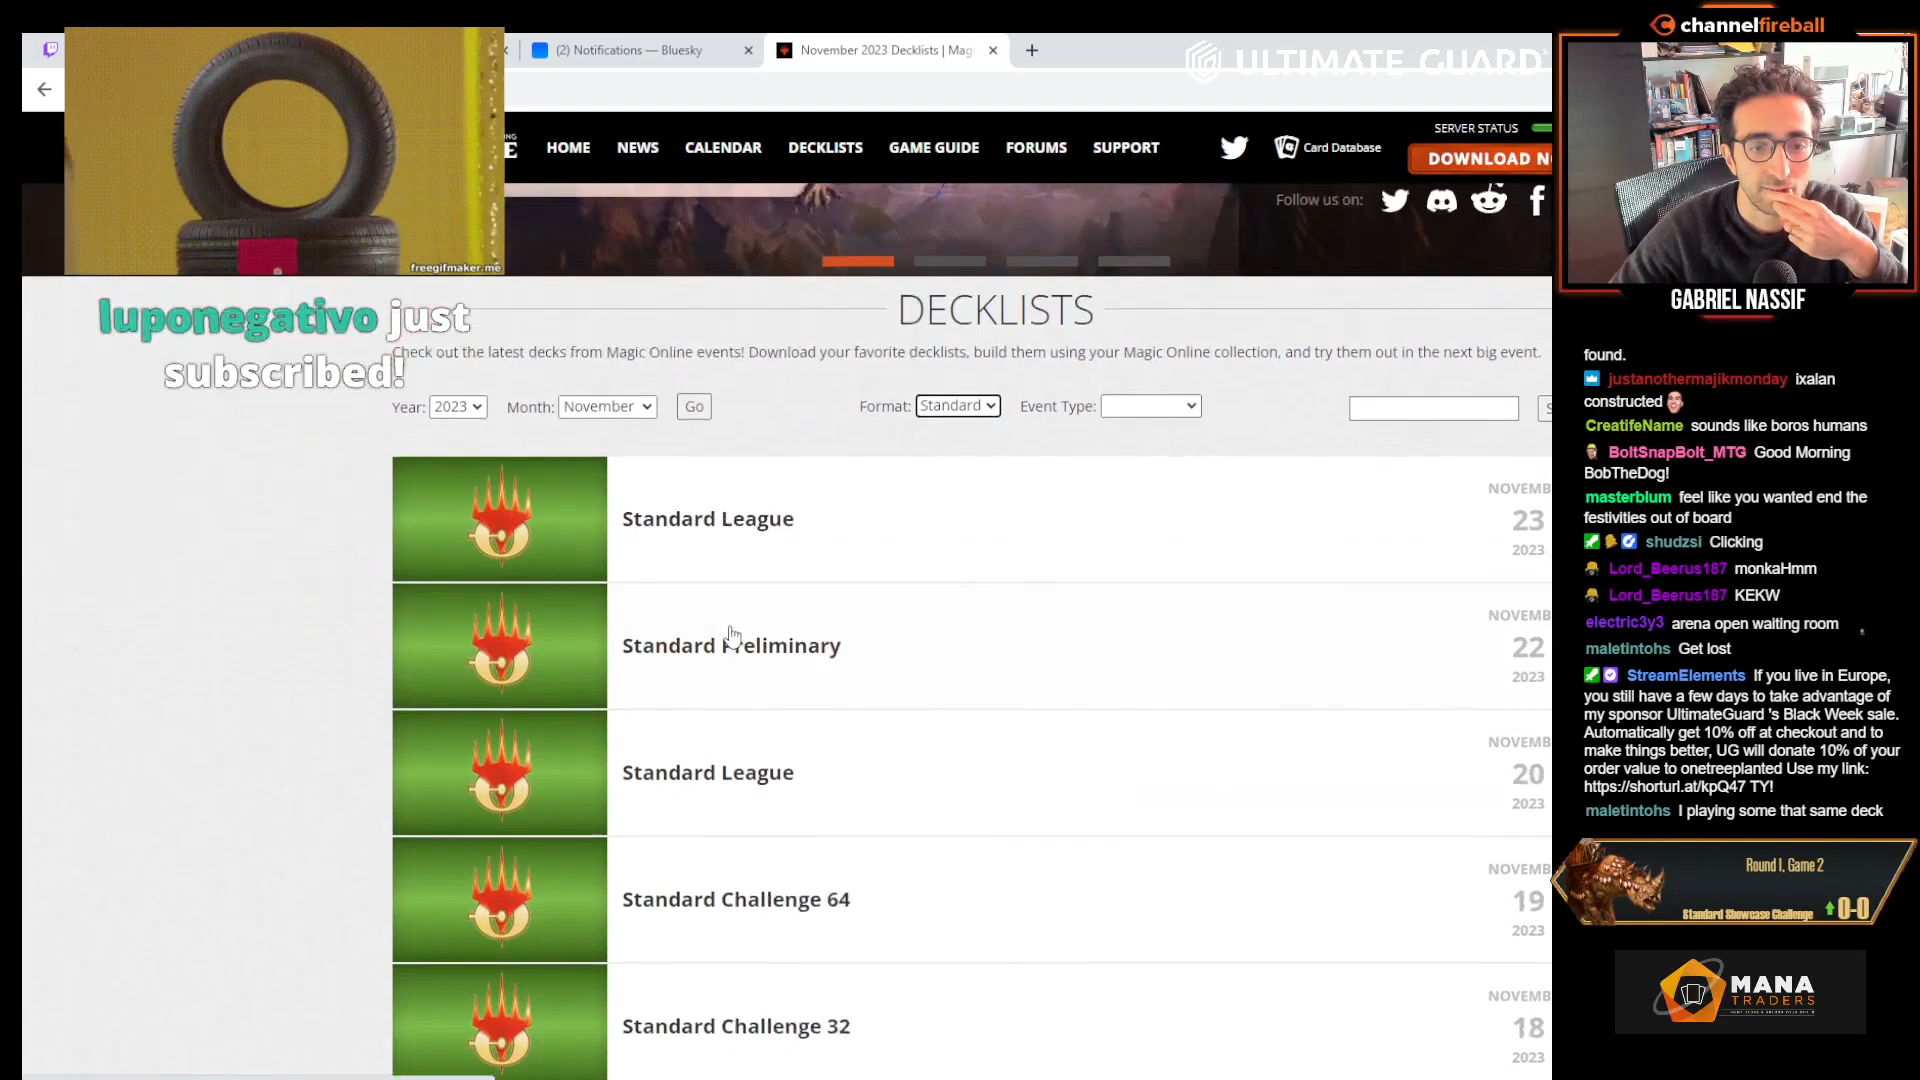 channelfireball
(2) Notifications — Bluesky
November 2023 Decklists | Mag
ULTIMATE GUARD
HOME NEWS CALENDAR DECKLISTS GAME GUIDE FORUMS SUPPORT
Card Database
SERVER STATUS
DOWNLOAD N
Follow us on:
freegifmaker.me
luponegativo just
subscribed!
DECKLISTS
Check out the latest decks from Magic Online events! Download your favorite decklists, build them using your Magic Online collection, and try them out in the next big event.
Year: 2023 Month: November Go Format: Standard Event Type:
Standard League
NOVEMB
23
2023
Standard Preliminary
NOVEMB
22
2023
Standard League
NOVEMB
20
2023
Standard Challenge 64
NOVEMB
19
2023
Standard Challenge 32
NOVEMB
18
2023
GABRIEL NASSIF
found.
justanothermajikmonday ixalan
constructed
CreatifeName sounds like boros humans
BoltSnapBolt_MTG Good Morning
BobTheDog!
masterblum feel like you wanted end the
festivities out of board
shudzsi Clicking
Lord_Beerus187 monkaHmm
Lord_Beerus187 KEKW
electric3y3 arena open waiting room
maletintohs Get lost
StreamElements If you live in Europe,
you still have a few days to take advantage of
my sponsor UltimateGuard 's Black Week sale.
Automatically get 10% off at checkout and to
make things better, UG will donate 10% of your
order value to onetreeplanted Use my link:
https://shorturl.at/kpQ47 TY!
maletintohs I playing some that same deck
Round 1, Game 2
Standard Showcase Challenge
0-0
MANA
TRADERS